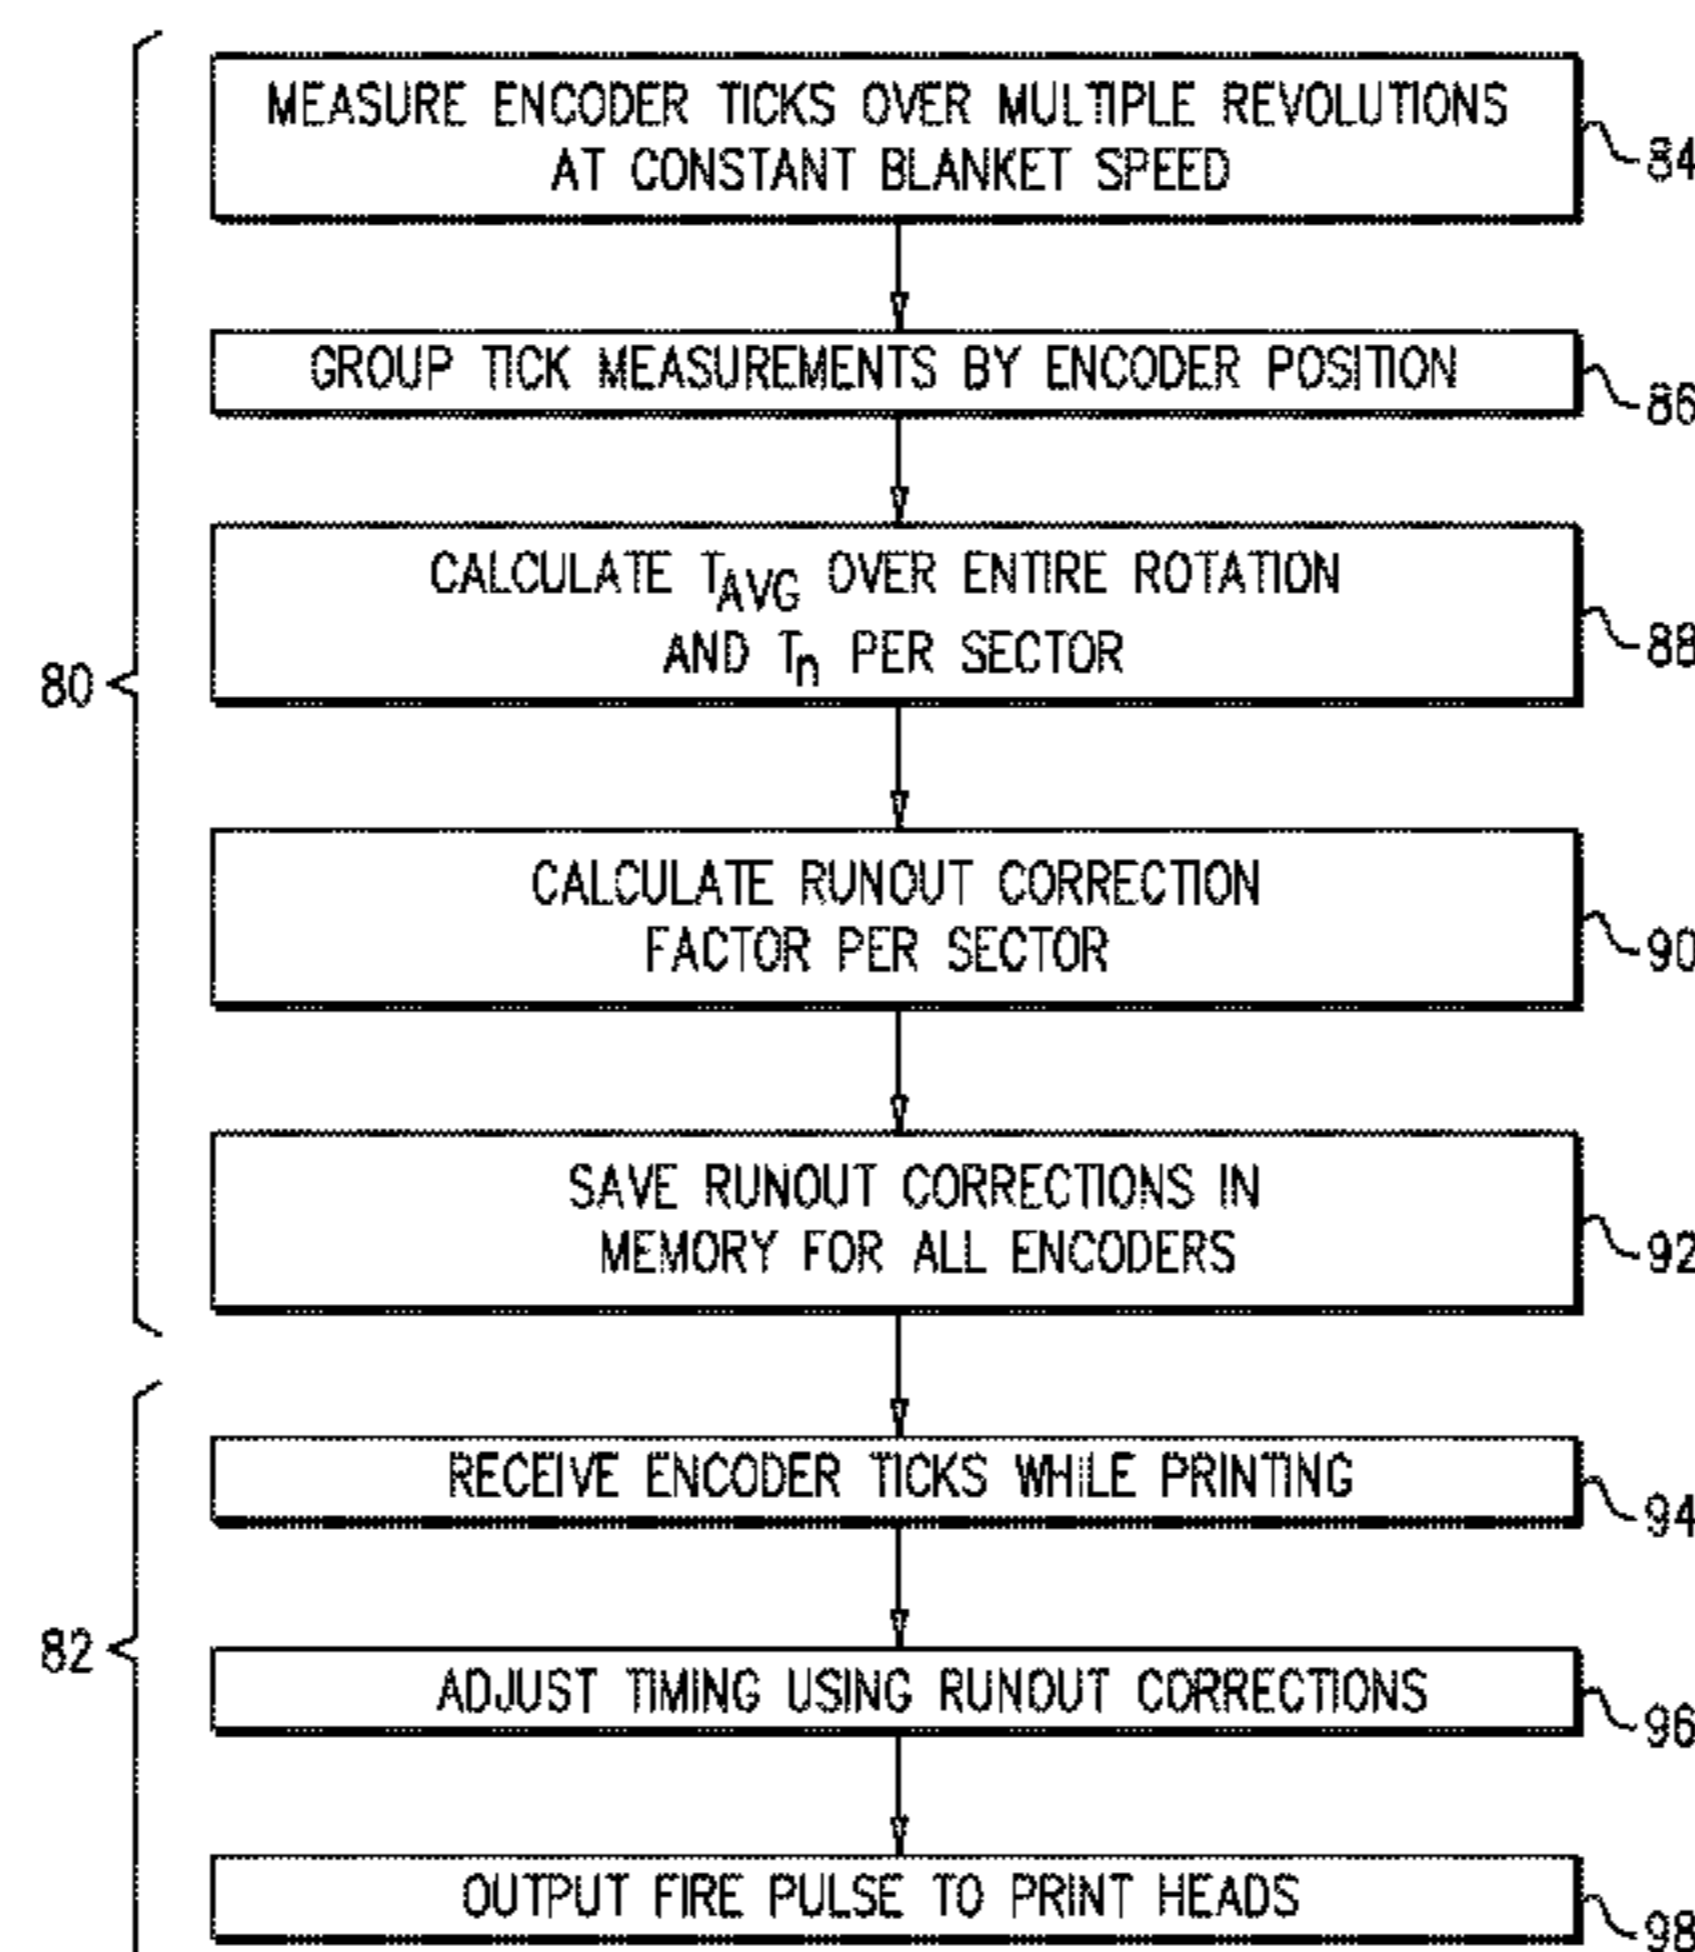 MEASURE ENCODER TICKS OVER MULTIPLE REVOLUTIONS
AT CONSTANT BLANKET SPEED
84
GROUP TICK MEASUREMENTS BY ENCODER POSITION
86
CALCULATE TAVG OVER ENTIRE ROTATION
AND Tn PER SECTOR
88
80
CALCULATE RUNOUT CORRECTION
FACTOR PER SECTOR
90
SAVE RUNOUT CORRECTIONS IN
MEMORY FOR ALL ENCODERS
92
RECEIVE ENCODER TICKS WHILE PRINTING
94
82
ADJUST TIMING USING RUNOUT CORRECTIONS
96
OUTPUT FIRE PULSE TO PRINT HEADS
98